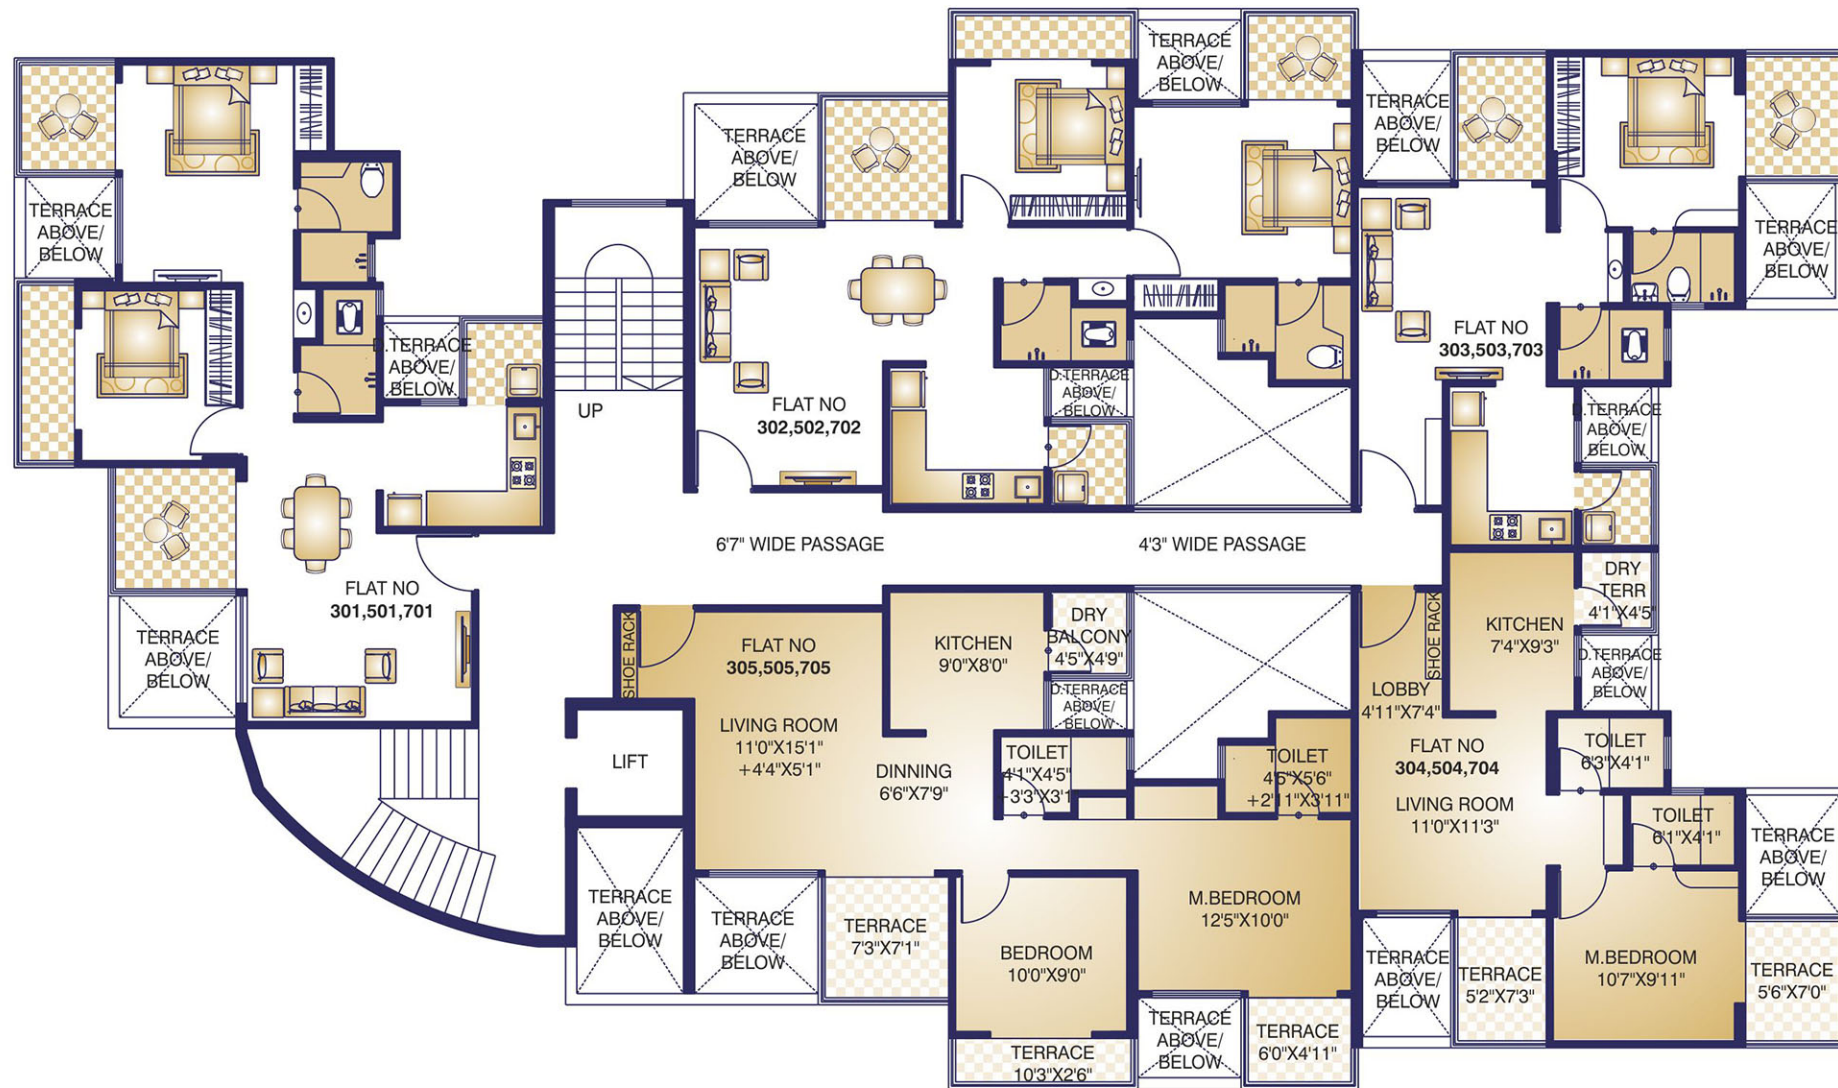 TERRACE
ABOVE/
BELOW
TERRACE
ABOVE/
BELOW
TERRACE
ABOVE/
BELOW
TERRACE
ABOVE/
BELOW
TERRACE
ABOVE/
BELOW
D.TERRACE
ABOVE/
BELOW
UP
FLAT NO
302,502,702
D.TERRACE
ABOVE/
BELOW
FLAT NO
303,503,703
D.TERRACE
ABOVE/
BELOW
6'7" WIDE PASSAGE
4'3" WIDE PASSAGE
FLAT NO
301,501,701
TERRACE
ABOVE/
BELOW
SHOE RACK
FLAT NO
305,505,705
LIVING ROOM
11'0"X15'1"
+4'4"X5'1"
KITCHEN
9'0"X8'0"
DRY
BALCONY
4'5"X4'9"
D.TERRACE
ABOVE/
BELOW
DINNING
6'6"X7'9"
TOILET
4'1"X4'5"
+3'3"X3'1
TOILET
4'5"X5'6"
+2'11"X3'11"
SHOE RACK
LOBBY
4'11"X7'4"
KITCHEN
7'4"X9'3"
DRY
TERR
4'1"X4'5"
D.TERRACE
ABOVE/
BELOW
FLAT NO
304,504,704
LIVING ROOM
11'0"X11'3"
TOILET
6'3"X4'1"
TOILET
6'1"X4'1"
TERRACE
ABOVE/
BELOW
LIFT
TERRACE
ABOVE/
BELOW
TERRACE
ABOVE/
BELOW
TERRACE
7'3"X7'1"
BEDROOM
10'0"X9'0"
M.BEDROOM
12'5"X10'0"
TERRACE
10'3"X2'6"
TERRACE
ABOVE/
BELOW
TERRACE
6'0"X4'11"
TERRACE
ABOVE/
BELOW
TERRACE
5'2"X7'3"
M.BEDROOM
10'7"X9'11"
TERRACE
5'6"X7'0"